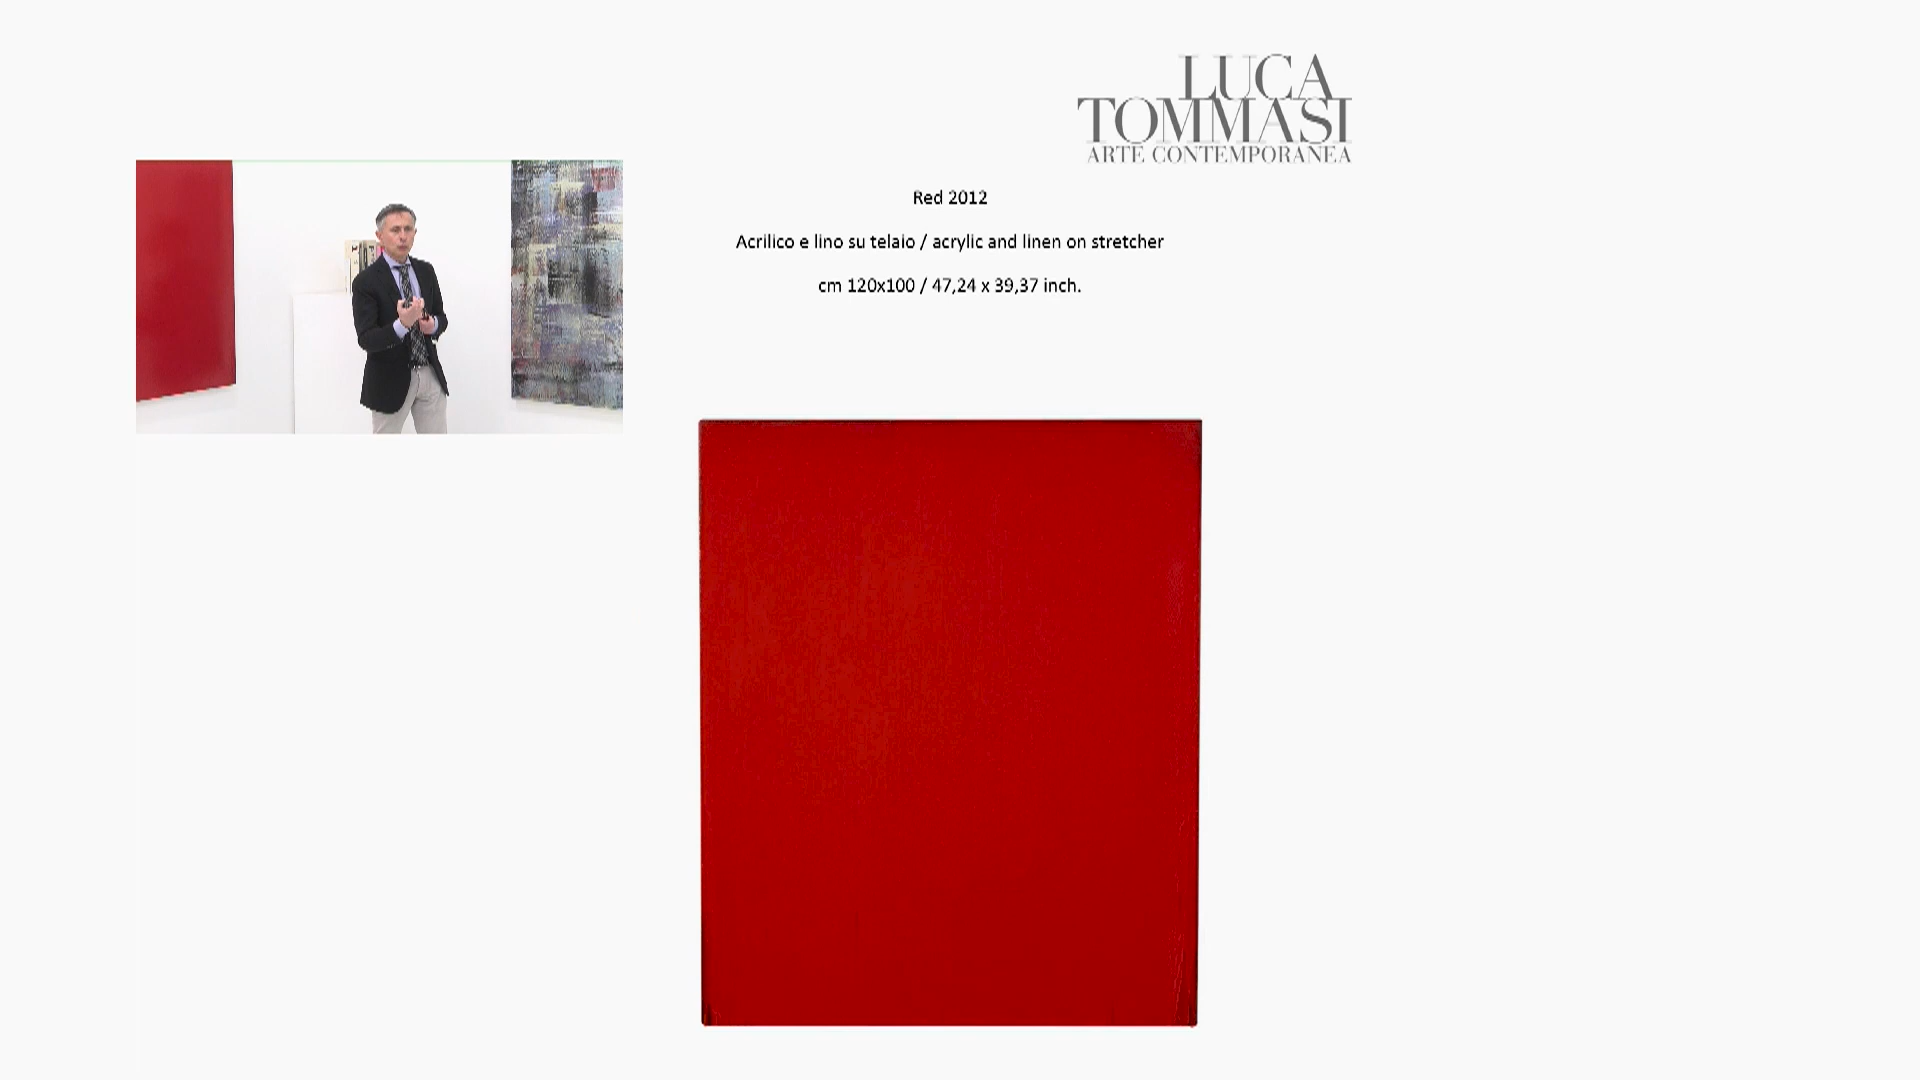 LUCA
TOMMASI
ARTE CONTEMPORANEA
Red 2012
Acrilico e lino su telaio / acrylic and linen on stretcher
cm 120x100 / 47,24 x 39,37 inch.